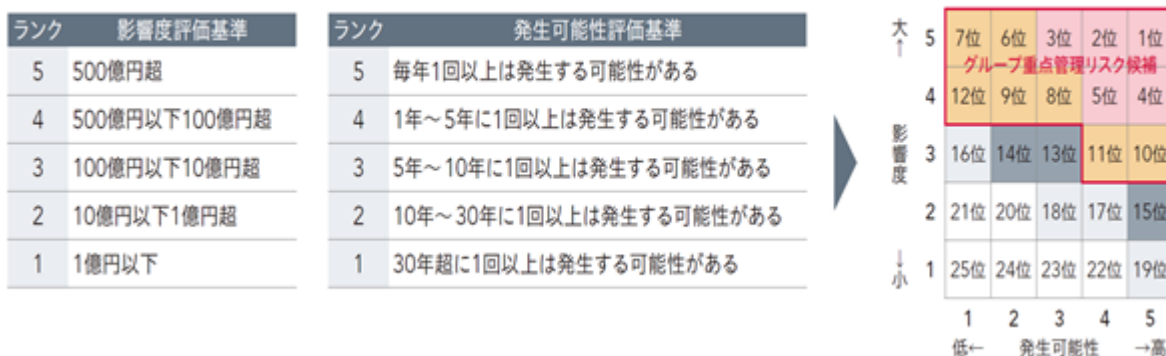 ランク 影響度評価基準
5 500億円超
4 500億円以下100億円超
3 100億円以下10億円超
2 10億円以下1億円超
1 1億円以下
ランク 発生可能性評価基準
5 毎年1回以上は発生する可能性がある
4 1年～5年に1回以上は発生する可能性がある
3 5年～10年に1回以上は発生する可能性がある
2 10年～30年に1回以上は発生する可能性がある
1 30年超に1回以上は発生する可能性がある
大↑
影響度
↓小
5 7位 6位 3位 2位 1位
グループ重点管理リスク候補
4 12位 9位 8位 5位 4位
3 16位 14位 13位 11位 10位
2 21位 20位 18位 17位 15位
1 25位 24位 23位 22位 19位
1 2 3 4 5
低← 発生可能性 →高